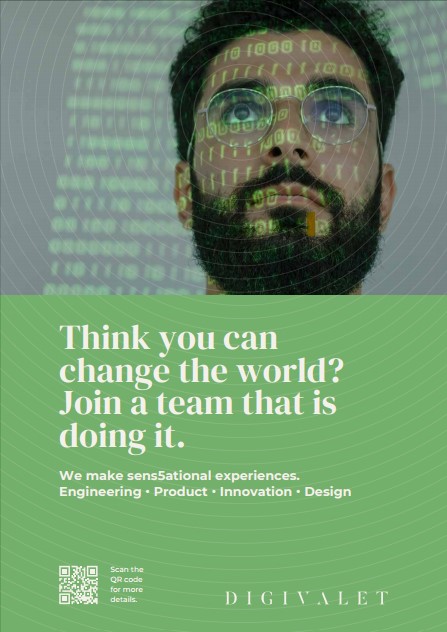 Think you can
change the world?
Join a team that is
doing it.
We make sens5ational experiences.
Engineering • Product • Innovation • Design
Scan the
QR code
for more
details.
DIGIVALET